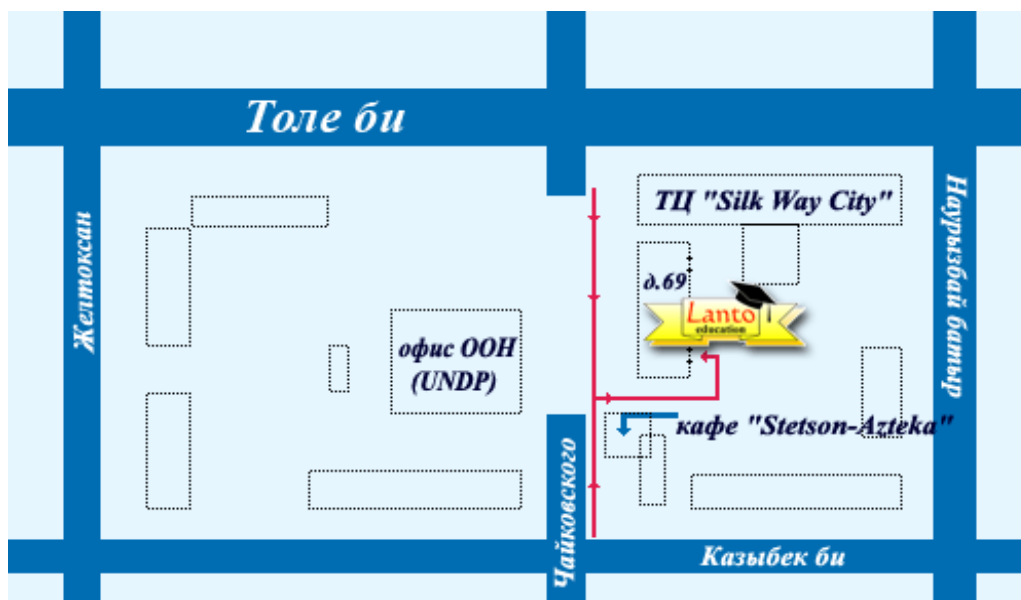 Толе би
ТЦ "Silk Way City"
Желтоксан
Наурызбай батыр
д.69
Lanto
education
офис ООН
(UNDP)
кафе "Stetson-Azteka"
Чайковского
Казыбек би